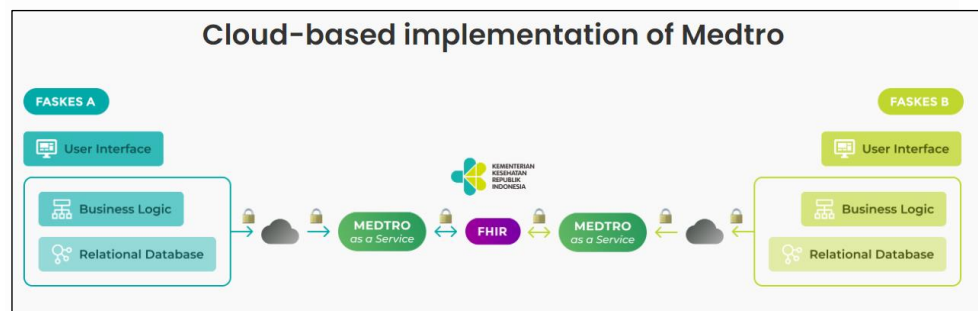 Cloud-based implementation of Medtro
FASKES A
FASKES B
User Interface
User Interface
KEMENTERIAN
KESEHATAN
REPUBLIK
INDONESIA
Business Logic
Relational Database
MEDTRO
as a Service
FHIR
MEDTRO
as a Service
Business Logic
Relational Database